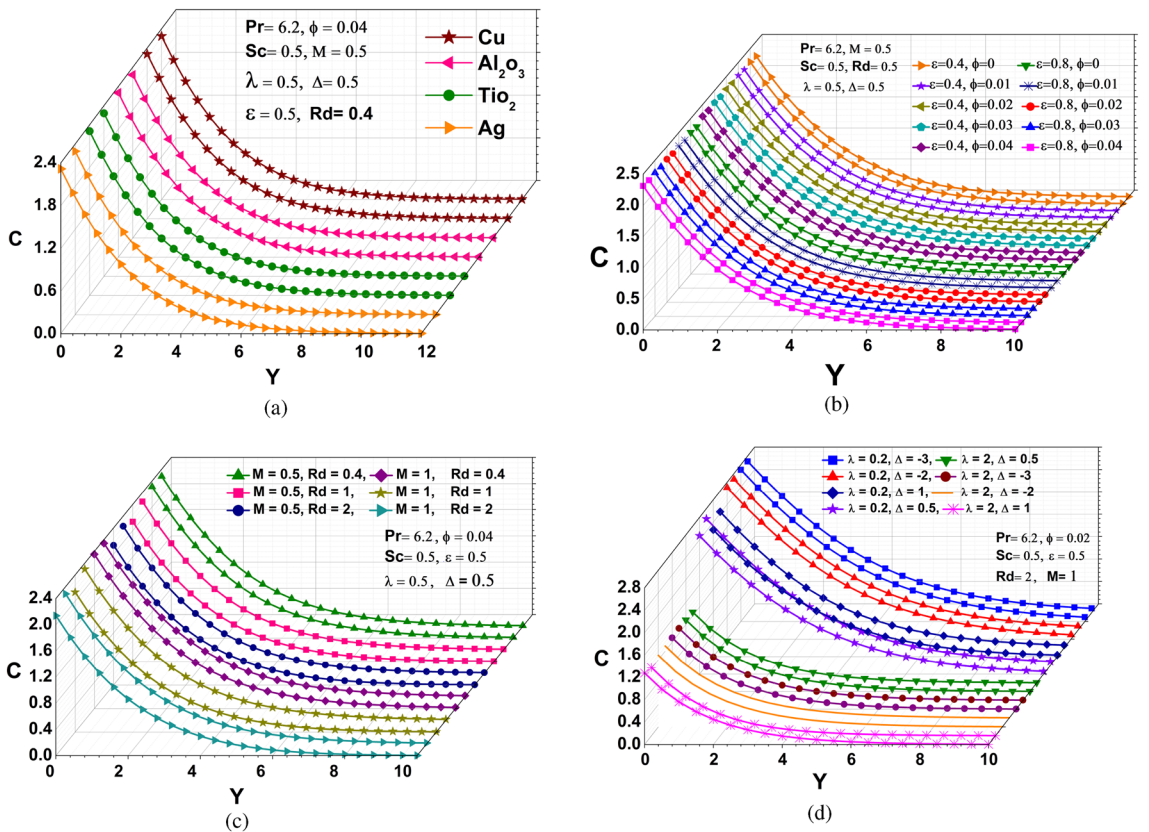 Pr= 6.2, ϕ = 0.04
Sc= 0.5, M = 0.5
λ = 0.5, Δ = 0.5
ε = 0.5, Rd= 0.4
Cu
Al2o3
Tio2
Ag
2.4
1.8
1.2
0.6
0.0
C
0 2 4 6 8 10 12
Y
(a)
Pr= 6.2, M = 0.5
Sc= 0.5, Rd= 0.5
λ = 0.5, Δ= 0.5
ε=0.4, ϕ=0 ε=0.8, ϕ=0
ε=0.4, ϕ=0.01 ε=0.8, ϕ=0.01
ε=0.4, ϕ=0.02 ε=0.8, ϕ=0.02
ε=0.4, ϕ=0.03 ε=0.8, ϕ=0.03
ε=0.4, ϕ=0.04 ε=0.8, ϕ=0.04
2.5
2.0
1.5
1.0
0.5
0.0
C
0 2 4 6 8 10
Y
(b)
M = 0.5, Rd = 0.4, M = 1, Rd = 0.4
M = 0.5, Rd = 1, M = 1, Rd = 1
M = 0.5, Rd = 2, M = 1, Rd = 2
Pr= 6.2, ϕ = 0.04
Sc= 0.5, ε = 0.5
λ = 0.5, Δ = 0.5
2.4
2.0
1.6
1.2
0.8
0.4
0.0
C
0 2 4 6 8 10
Y
(c)
λ = 0.2, Δ = -3, λ = 2, Δ = 0.5
λ = 0.2, Δ = -2, λ = 2, Δ = -3
λ = 0.2, Δ = 1, λ = 2, Δ = -2
λ = 0.2, Δ = 0.5, λ = 2, Δ = 1
Pr= 6.2, ϕ = 0.02
Sc= 0.5, ε = 0.5
Rd= 2, M= 1
2.8
2.4
2.0
1.6
1.2
0.8
0.4
0.0
C
0 2 4 6 8 10
Y
(d)